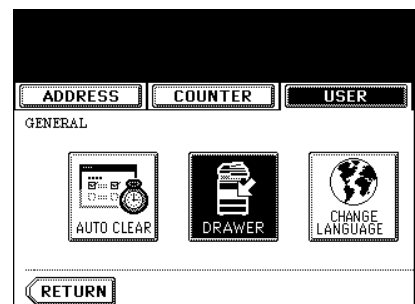 ADDRESS COUNTER USER
GENERAL
AUTO CLEAR DRAWER CHANGE LANGUAGE
RETURN